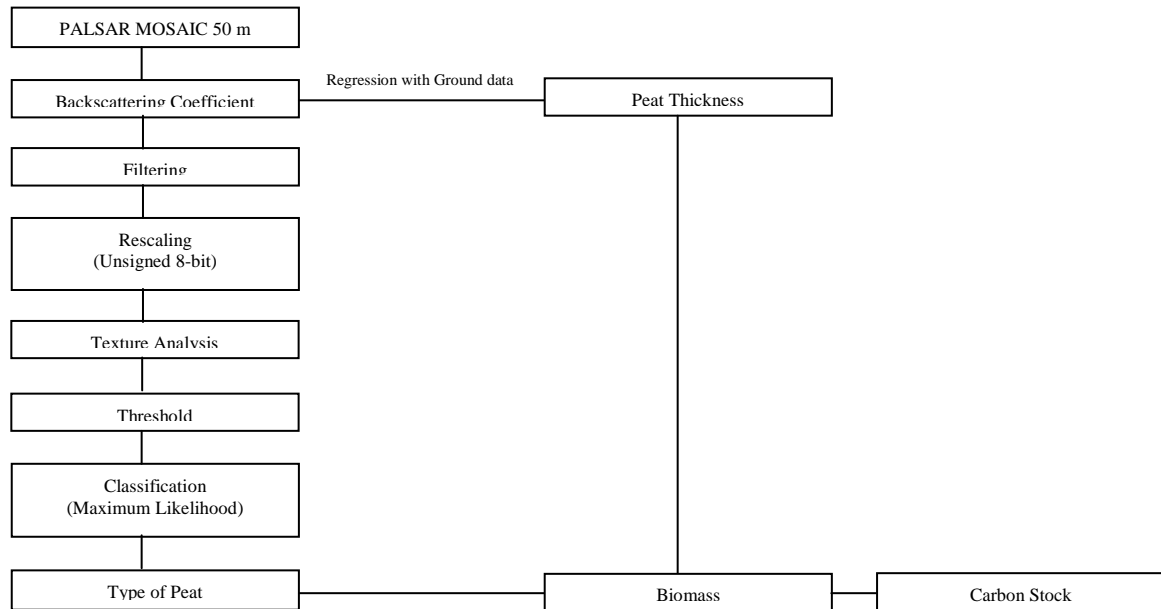 PALSAR MOSAIC 50 m
Regression with Ground data
Backscattering Coefficient
Peat Thickness
Filtering
Rescaling
(Unsigned 8-bit)
Texture Analysis
Threshold
Classification
(Maximum Likelihood)
Type of Peat
Biomass
Carbon Stock